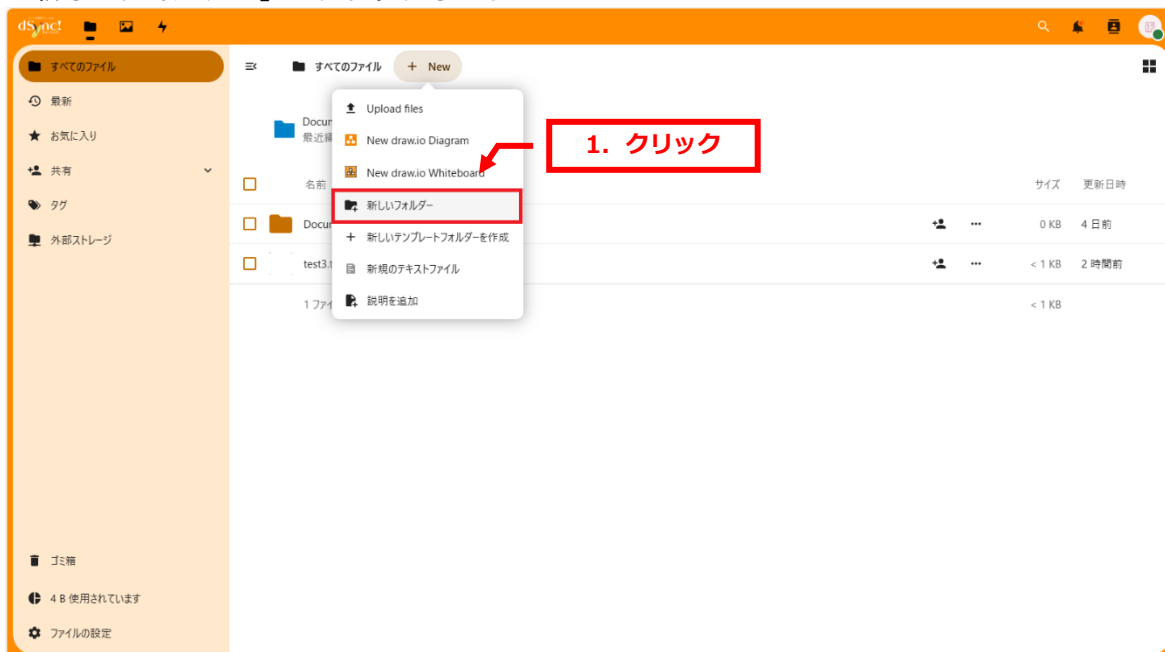 dSync!
すべてのファイル
最新
お気に入り
共有
タグ
外部ストレージ
すべてのファイル
+ New
Upload files
New draw.io Diagram
New draw.io Whiteboard
新しいフォルダー
新しいテンプレートフォルダーを作成
新規のテキストファイル
説明を追加
1. クリック
名前 サイズ 更新日時
0 KB 4 日前
< 1 KB 2 時間前
< 1 KB
ゴミ箱
4 B 使用されています
ファイルの設定